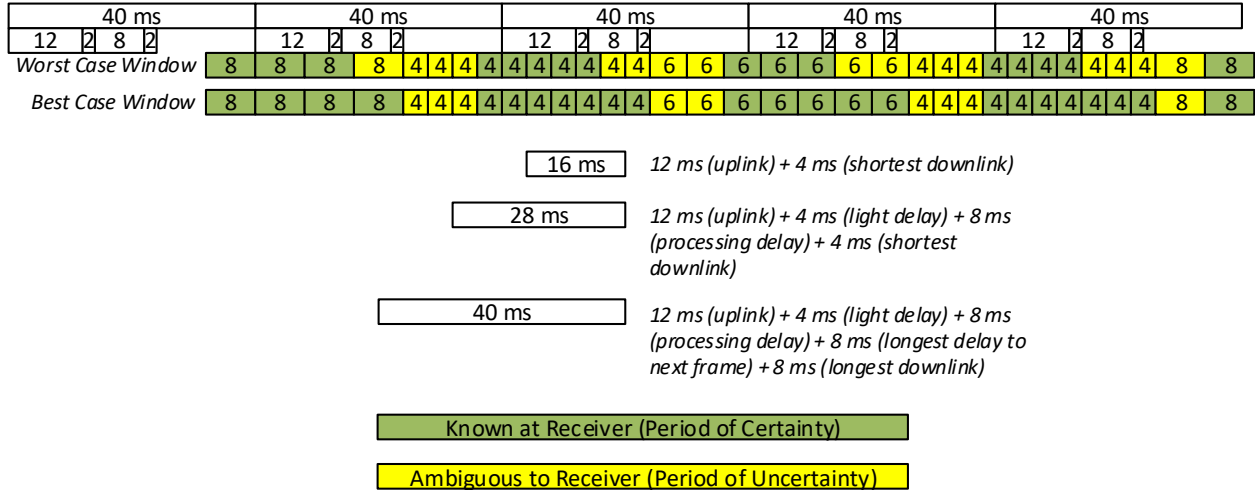 40 ms 40 ms 40 ms 40 ms 40 ms
12 2 8 2 12 2 8 2 12 2 8 2 12 2 8 2 12 2 8 2
Worst Case Window 8 8 8 8 4 4 4 4 4 4 4 4 4 4 6 6 6 6 6 6 6 4 4 4 4 4 4 4 4 4 4 8 8
Best Case Window 8 8 8 8 4 4 4 4 4 4 4 4 4 4 6 6 6 6 6 6 6 4 4 4 4 4 4 4 4 4 4 8 8
16 ms 12 ms (uplink) + 4 ms (shortest downlink)
28 ms 12 ms (uplink) + 4 ms (light delay) + 8 ms
(processing delay) + 4 ms (shortest
downlink)
40 ms 12 ms (uplink) + 4 ms (light delay) + 8 ms
(processing delay) + 8 ms (longest delay to
next frame) + 8 ms (longest downlink)
Known at Receiver (Period of Certainty)
Ambiguous to Receiver (Period of Uncertainty)